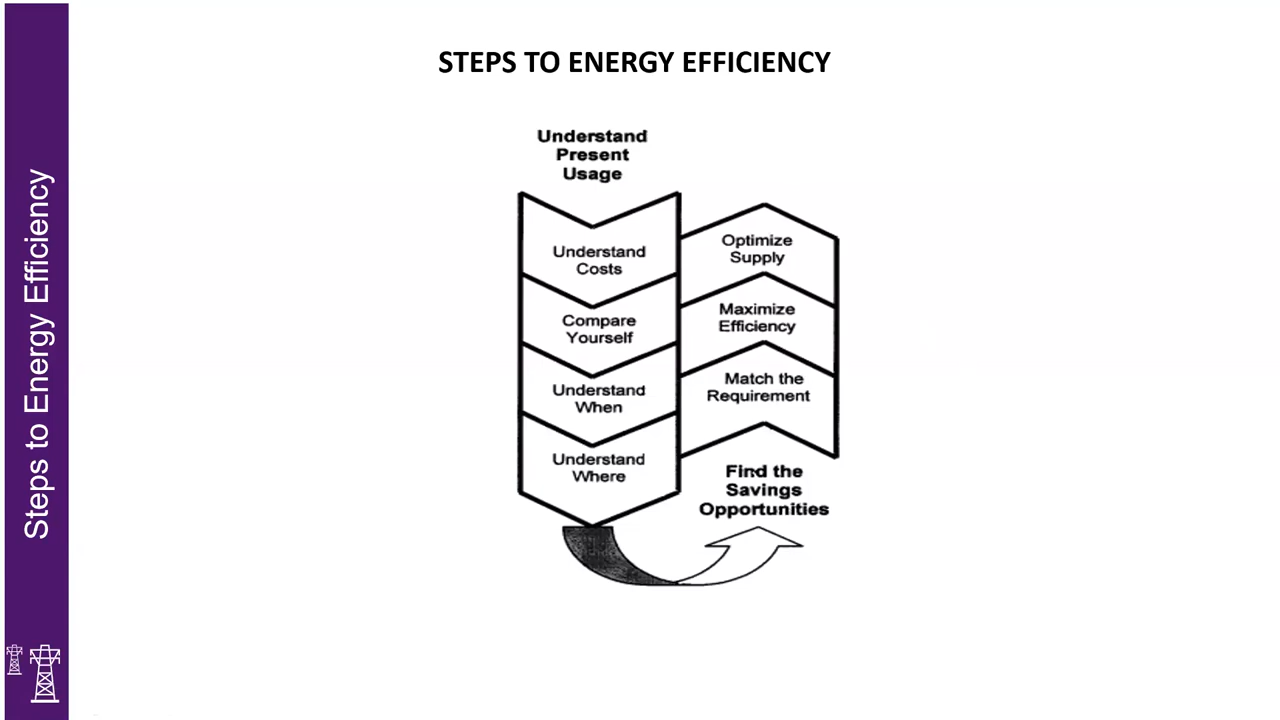 STEPS TO ENERGY EFFICIENCY
Steps to Energy Efficiency
Understand
Present
Usage
Understand
Costs
Compare
Yourself
Understand
When
Understand
Where
Find the
Savings
Opportunities
Match the
Requirement
Maximize
Efficiency
Optimize
Supply